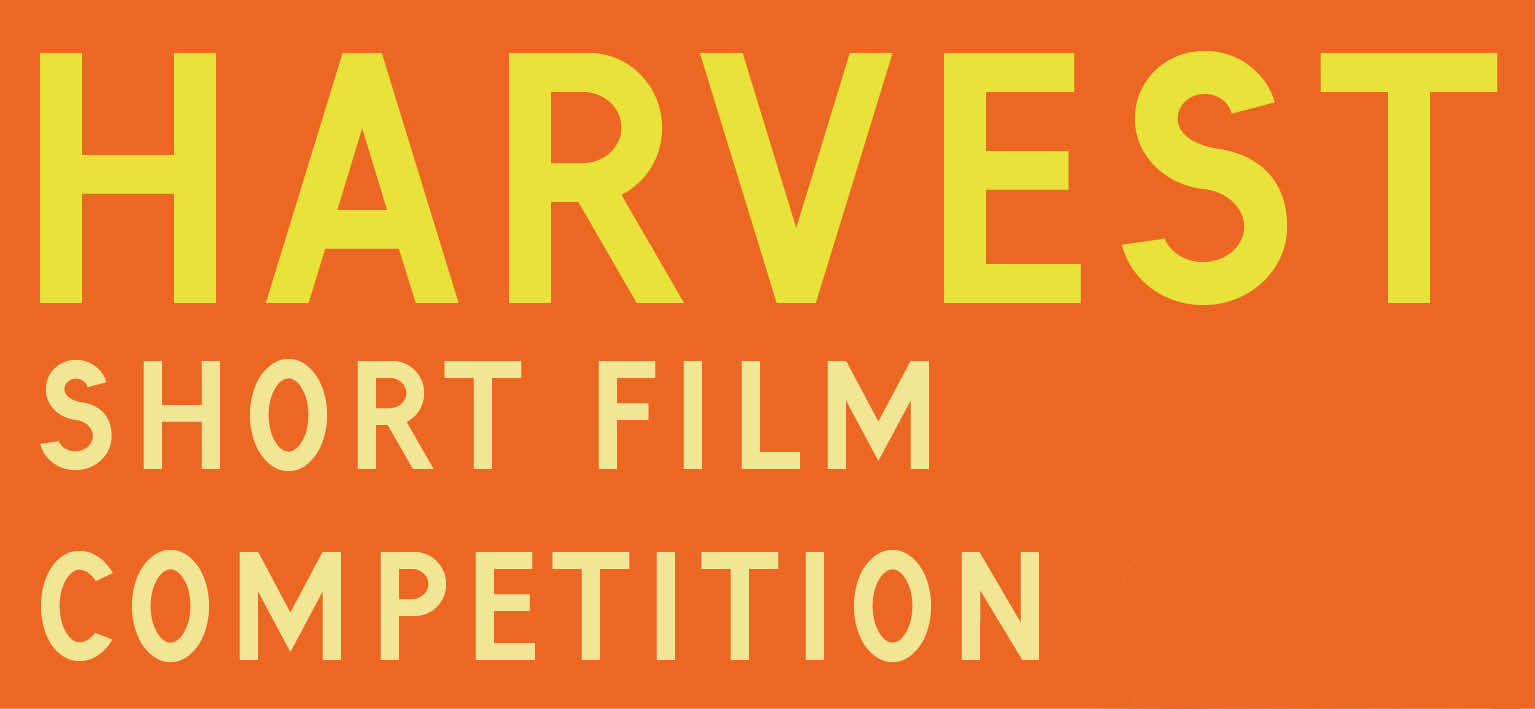 HARVEST
SHORT FILM
COMPETITION